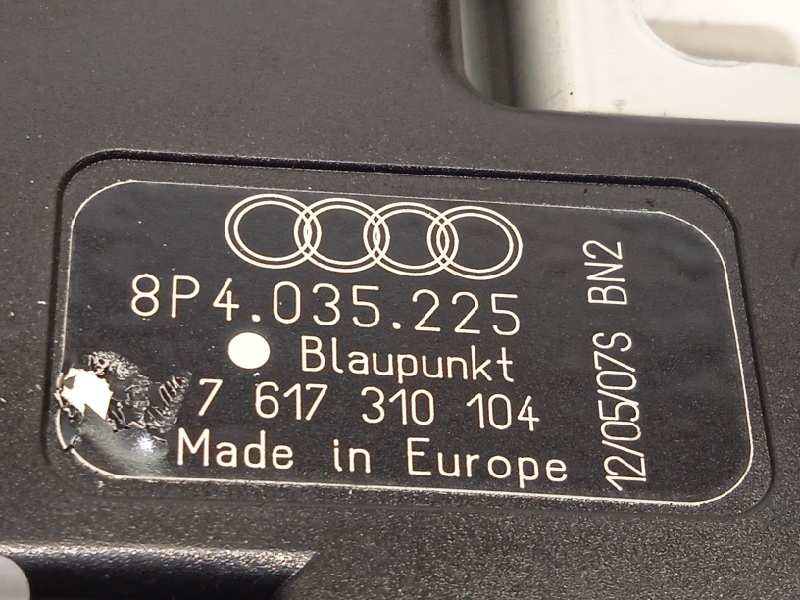 8P4.035.225
Blaupunkt
7 617 310 104
Made in Europe
12/05/07S BN2